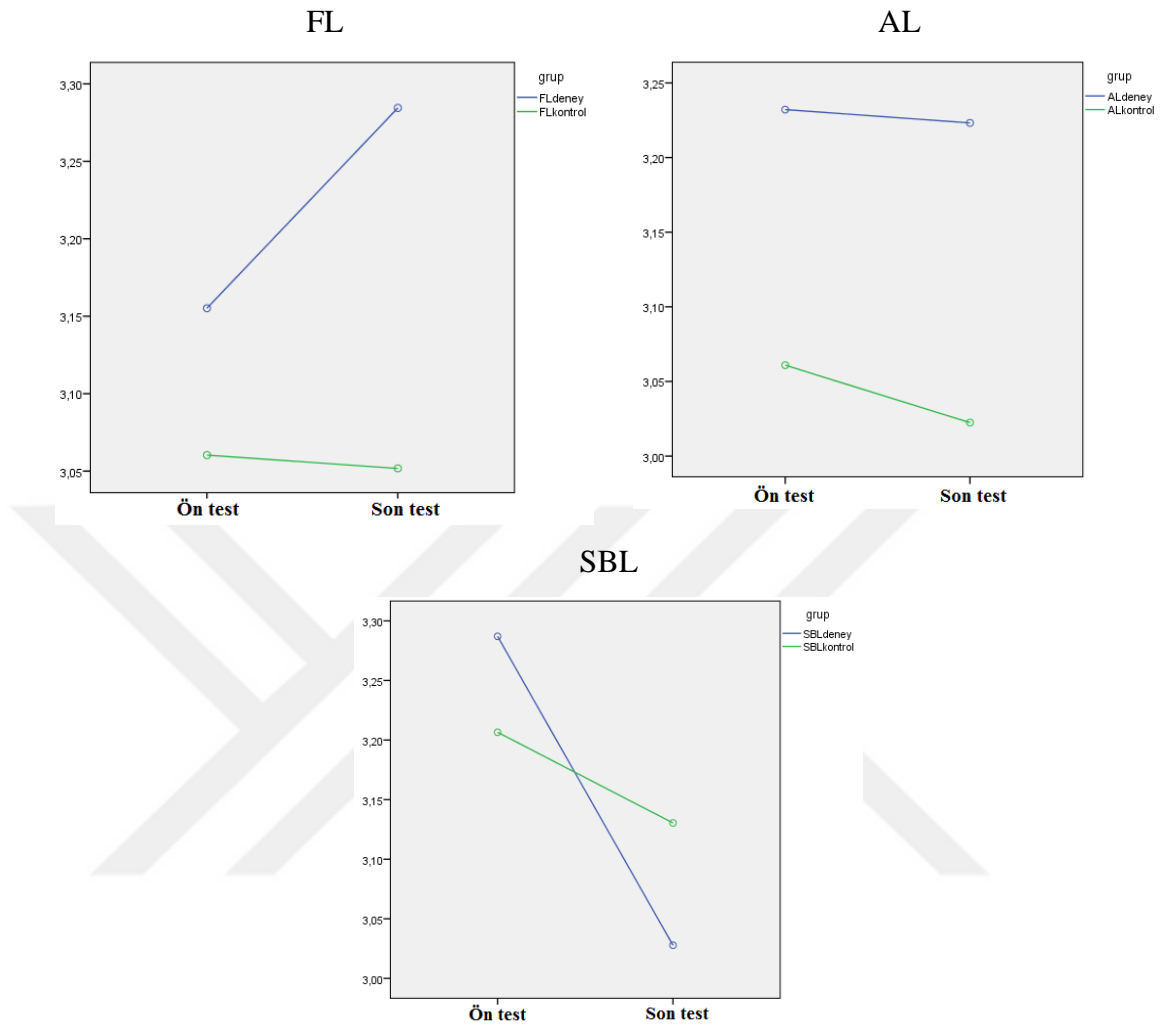 FL
grup
FLdeney
FLkontrol
3,30
3,25
3,20
3,15
3,10
3,05
Ön test Son test
AL
grup
ALdeney
ALkontrol
3,25
3,20
3,15
3,10
3,05
3,00
Ön test Son test
SBL
grup
SBLdeney
SBLkontrol
3,30
3,25
3,20
3,15
3,10
3,05
3,00
Ön test Son test